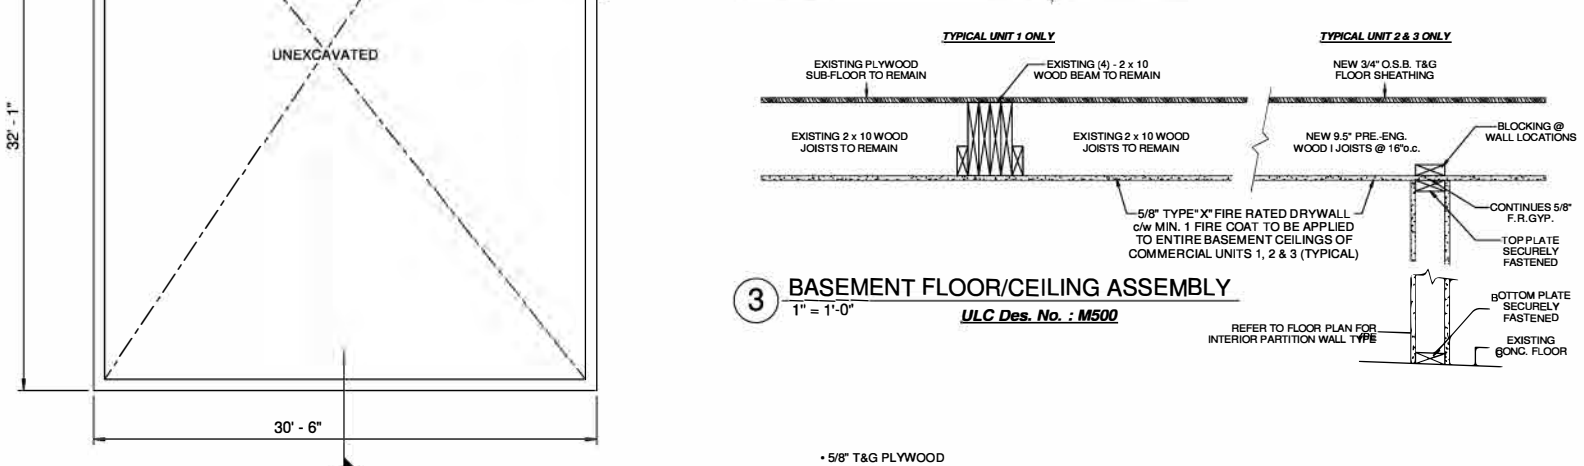 UNEXCAVATED
32' - 1"
30' - 6"
TYPICAL UNIT 1 ONLY
EXISTING PLYWOOD
SUB-FLOOR TO REMAIN
EXISTING (4) - 2 x 10
WOOD BEAM TO REMAIN
EXISTING 2 x 10 WOOD
JOISTS TO REMAIN
EXISTING 2 x 10 WOOD
JOISTS TO REMAIN
TYPICAL UNIT 2 & 3 ONLY
NEW 3/4" O.S.B. T&G
FLOOR SHEATHING
NEW 9.5" PRE.-ENG.
WOOD I JOISTS @ 16"o.c.
BLOCKING @
WALL LOCATIONS
5/8" TYPE"X" FIRE RATED DRYWALL
c/w MIN. 1 FIRE COAT TO BE APPLIED
TO ENTIRE BASEMENT CEILINGS OF
COMMERCIAL UNITS 1, 2 & 3 (TYPICAL)
CONTINUES 5/8"
F.R.GYP.
TOP PLATE
SECURELY
FASTENED
3 BASEMENT FLOOR/CEILING ASSEMBLY
1" = 1'-0"
ULC Des. No. : M500
BOTTOM PLATE
SECURELY
FASTENED
REFER TO FLOOR PLAN FOR
INTERIOR PARTITION WALL TYPE
EXISTING
CONC. FLOOR
• 5/8" T&G PLYWOOD